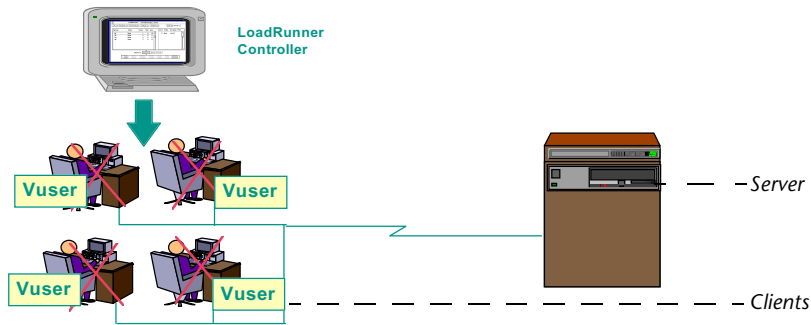 LoadRunner
Controller
Vuser
Vuser
Server
Vuser
Vuser
Clients